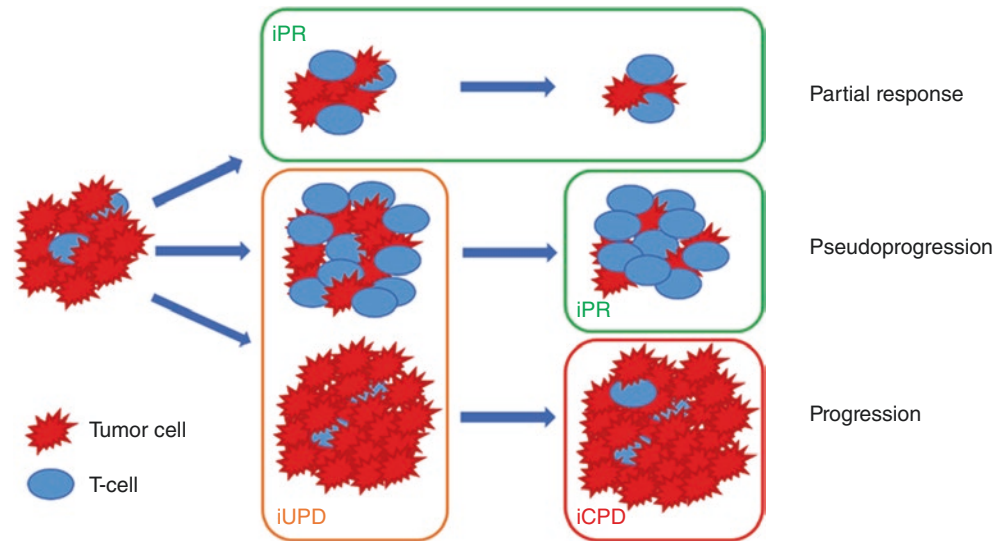 iPR
Partial response
Pseudoprogression
iPR
Tumor cell
T-cell
Progression
iUPD
iCPD